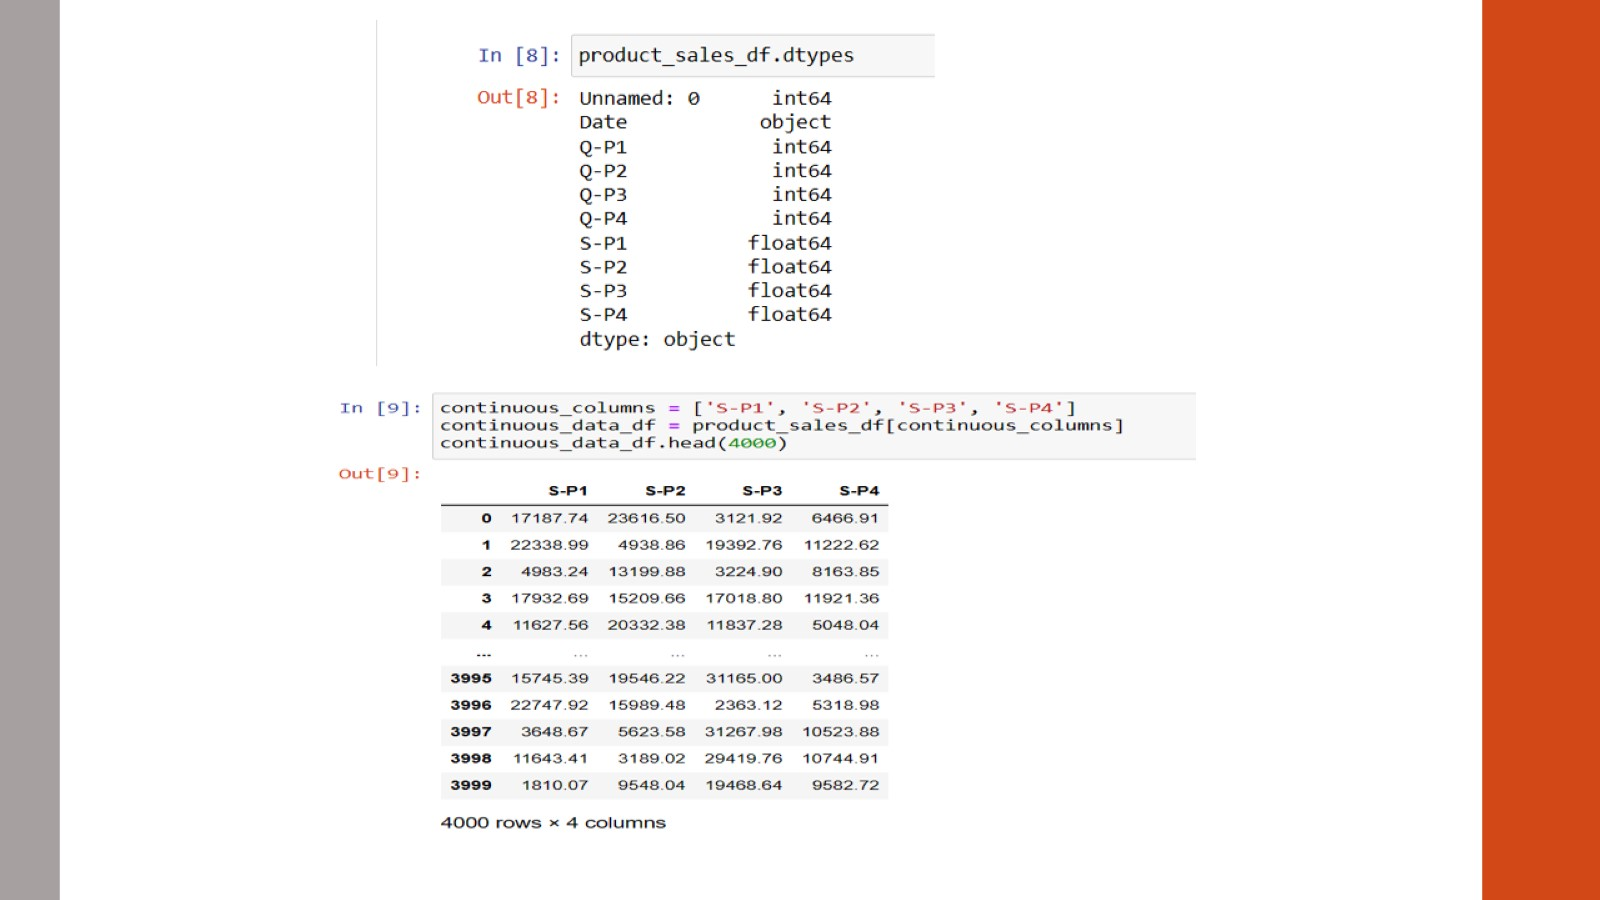 In [8]: product_sales_df.dtypes
Out[8]: Unnamed: 0 int64
Date object
Q-P1 int64
Q-P2 int64
Q-P3 int64
Q-P4 int64
S-P1 float64
S-P2 float64
S-P3 float64
S-P4 float64
dtype: object
In [9]: continuous_columns = ['S-P1', 'S-P2', 'S-P3', 'S-P4']
continuous_data_df = product_sales_df[continuous_columns]
continuous_data_df.head(4000)
Out[9]:
S-P1 S-P2 S-P3 S-P4
0 17187.74 23616.50 3121.92 6466.91
1 22338.99 4938.86 19392.76 11222.62
2 4983.24 13199.88 3224.90 8163.85
3 17932.69 15209.66 17018.80 11921.36
4 11627.56 20332.38 11837.28 5048.04
... ... ... ... ...
3995 15745.39 19546.22 31165.00 3486.57
3996 22747.92 15989.48 2363.12 5318.98
3997 3648.67 5623.58 31267.98 10523.88
3998 11643.41 3189.02 29419.76 10744.91
3999 1810.07 9548.04 19468.64 9582.72
4000 rows × 4 columns